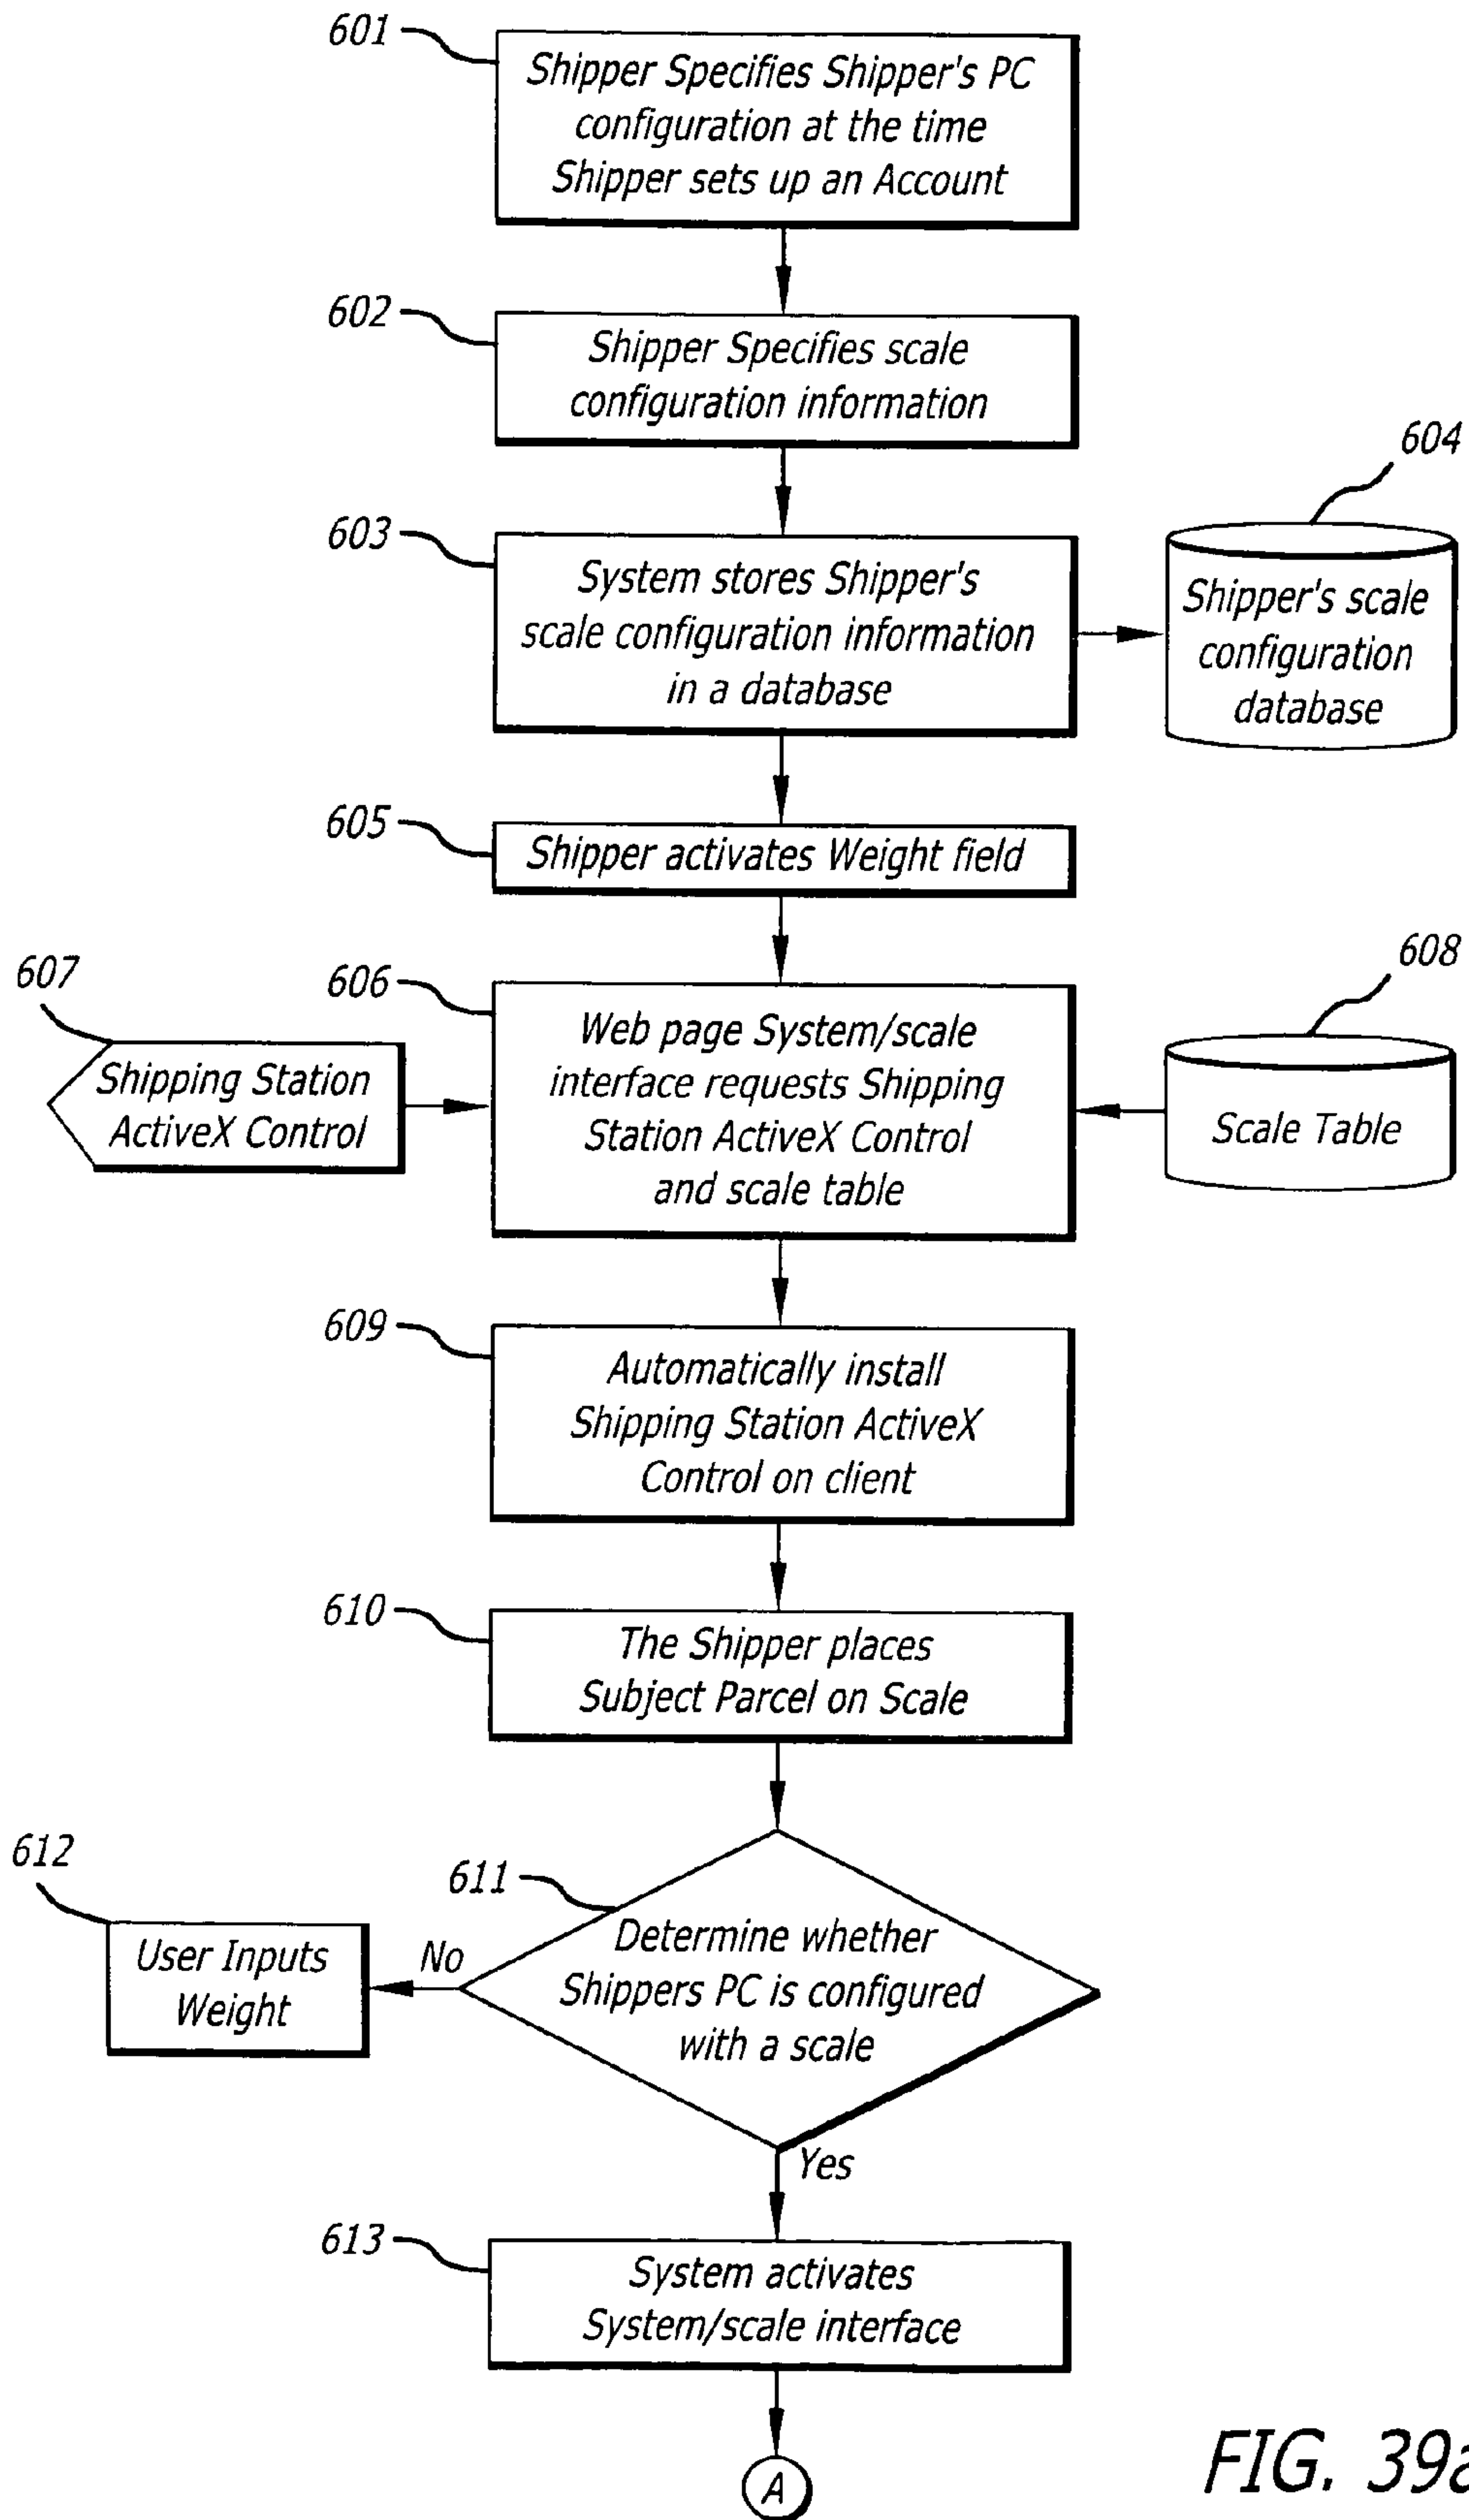 601
Shipper Specifies Shipper's PC
configuration at the time
Shipper sets up an Account
602
Shipper Specifies scale
configuration information
603
System stores Shipper's
scale configuration information
in a database
604
Shipper's scale
configuration
database
605
Shipper activates Weight field
606
Web page System/scale
interface requests Shipping
Station ActiveX Control
and scale table
607
Shipping Station
ActiveX Control
608
Scale Table
609
Automatically install
Shipping Station ActiveX
Control on client
610
The Shipper places
Subject Parcel on Scale
611
Determine whether
Shippers PC is configured
with a scale
No
612
User Inputs
Weight
Yes
613
System activates
System/scale interface
A
FIG. 39a